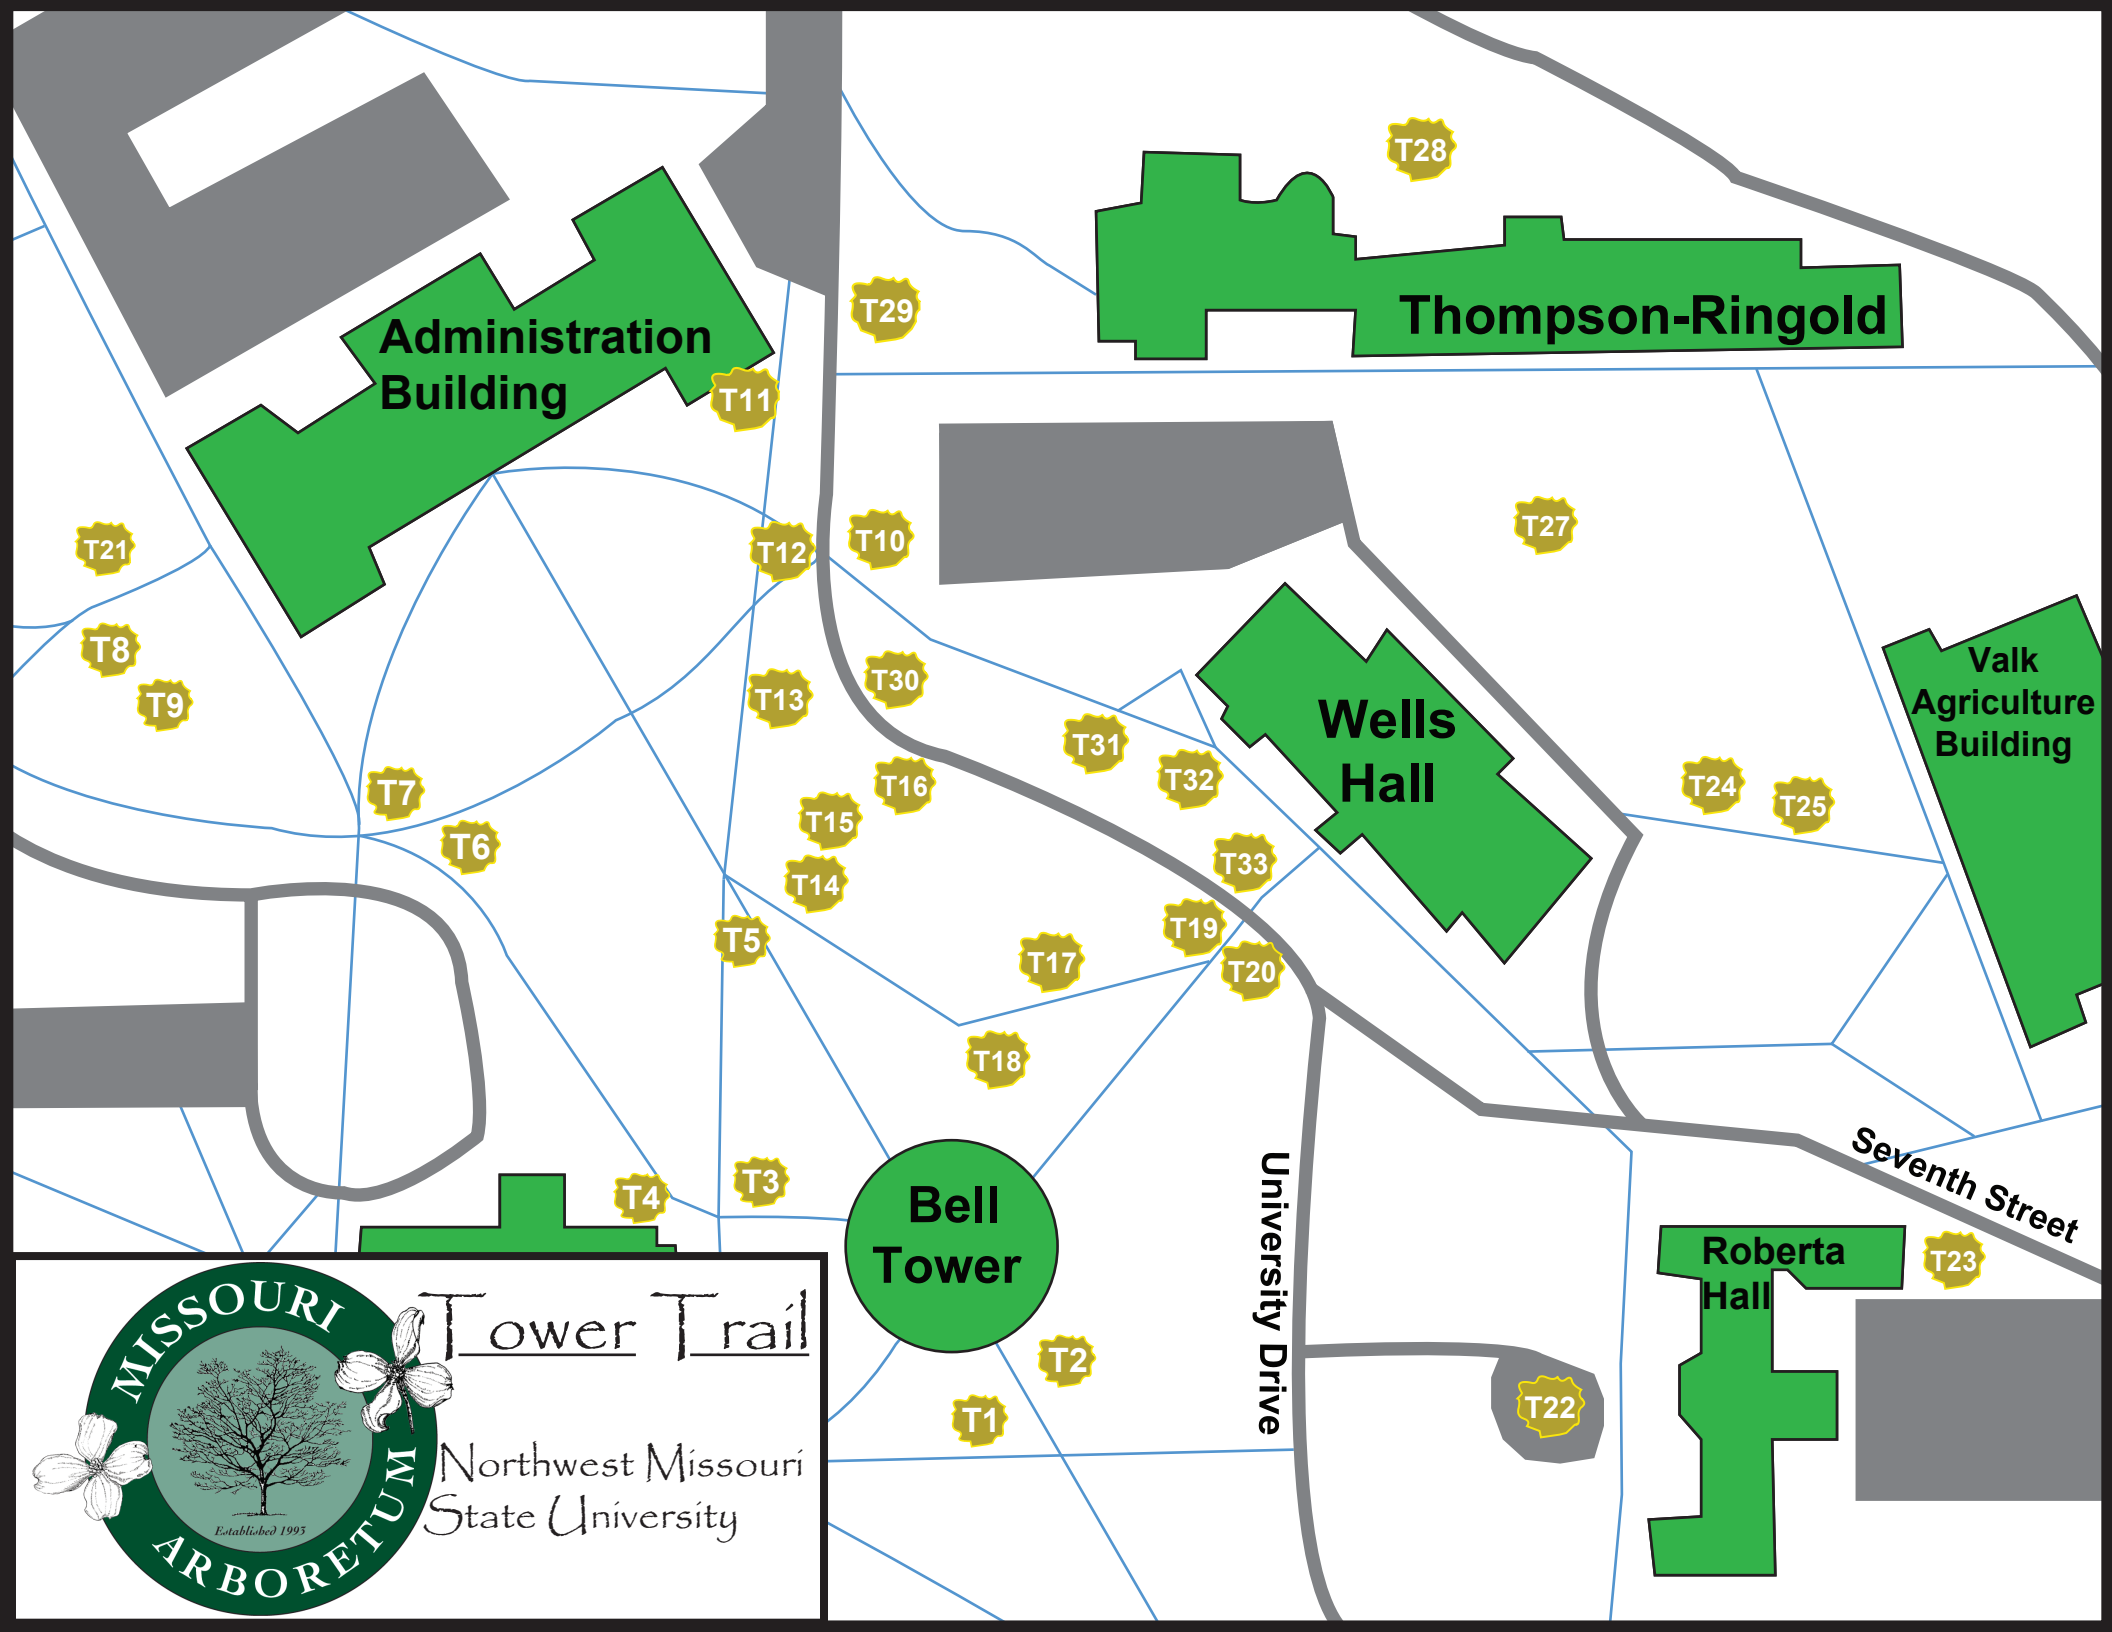 T28
T29
Thompson-Ringold
Administration
Building
T11
T21
T12
T10
T27
T8
T9
T13
T30
Wells
Hall
Valk
Agriculture
Building
T31
T32
T7
T16
T24
T25
T15
T6
T14
T33
T5
T19
T17
T20
T18
T4
T3
Bell
Tower
University Drive
Seventh Street
Roberta
Hall
T23
T2
T1
T22
MISSOURI
ARBORETUM
Established 1993
Tower Trail
Northwest Missouri
State University